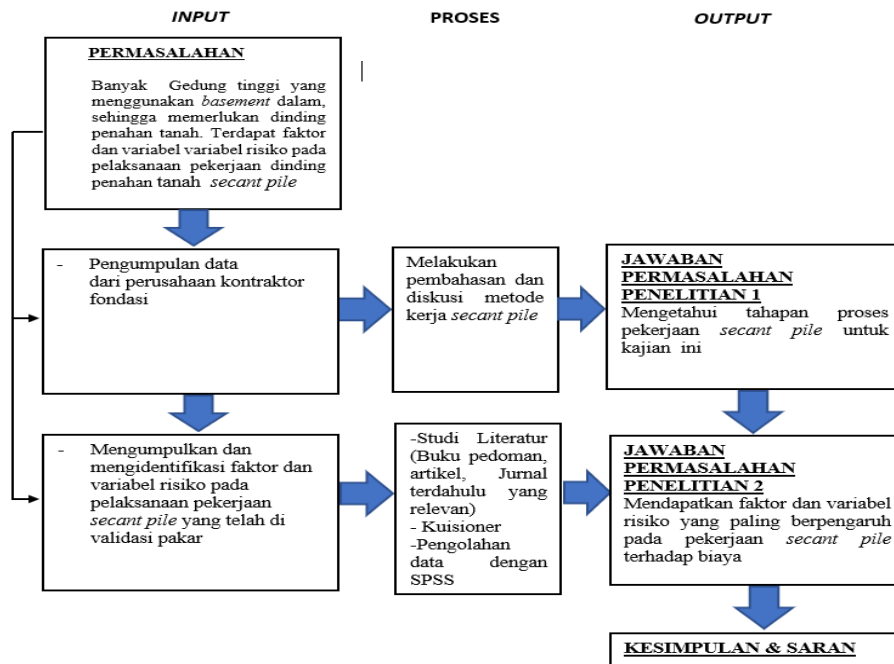 INPUT
PROSES
OUTPUT
PERMASALAHAN
Banyak Gedung tinggi yang
menggunakan basement dalam,
sehingga memerlukan dinding
penahan tanah. Terdapat faktor
dan variabel variabel risiko pada
pelaksanaan pekerjaan dinding
penahan tanah secant pile
- Pengumpulan data
dari perusahaan kontraktor
fondasi
Melakukan
pembahasan dan
diskusi metode
kerja secant pile
JAWABAN
PERMASALAHAN
PENELITIAN 1
Mengetahui tahapan proses
pekerjaan secant pile untuk
kajian ini
- Mengumpulkan dan
mengidentifikasi faktor dan
variabel risiko pada
pelaksanaan pekerjaan
secant pile yang telah di
validasi pakar
-Studi Literatur
(Buku pedoman,
artikel, Jurnal
terdahulu yang
relevan)
- Kuisioner
-Pengolahan
data dengan
SPSS
JAWABAN
PERMASALAHAN
PENELITIAN 2
Mendapatkan faktor dan variabel
risiko yang paling berpengaruh
pada pekerjaan secant pile
terhadap biaya
KESIMPULAN & SARAN